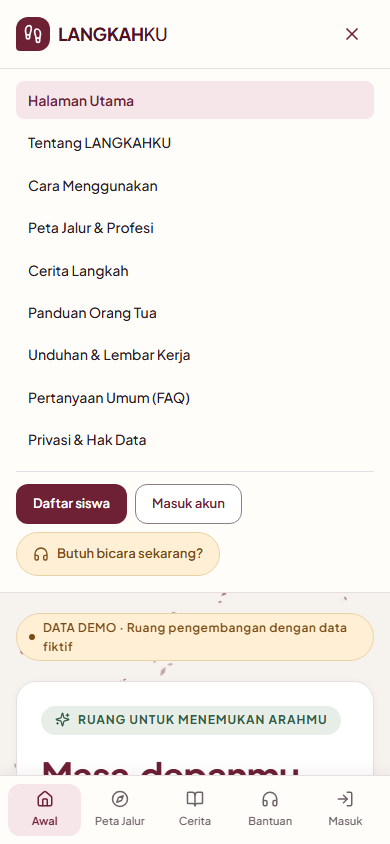 LANGKAHKU
Halaman Utama
Tentang LANGKAHKU
Cara Menggunakan
Peta Jalur & Profesi
Cerita Langkah
Panduan Orang Tua
Unduhan & Lembar Kerja
Pertanyaan Umum (FAQ)
Privasi & Hak Data
Daftar siswa
Masuk akun
Butuh bicara sekarang?
DATA DEMO · Ruang pengembangan dengan data
fiktif
RUANG UNTUK MENEMUKAN ARAHMU
Masa depanmu
Awal
Peta Jalur
Cerita
Bantuan
Masuk